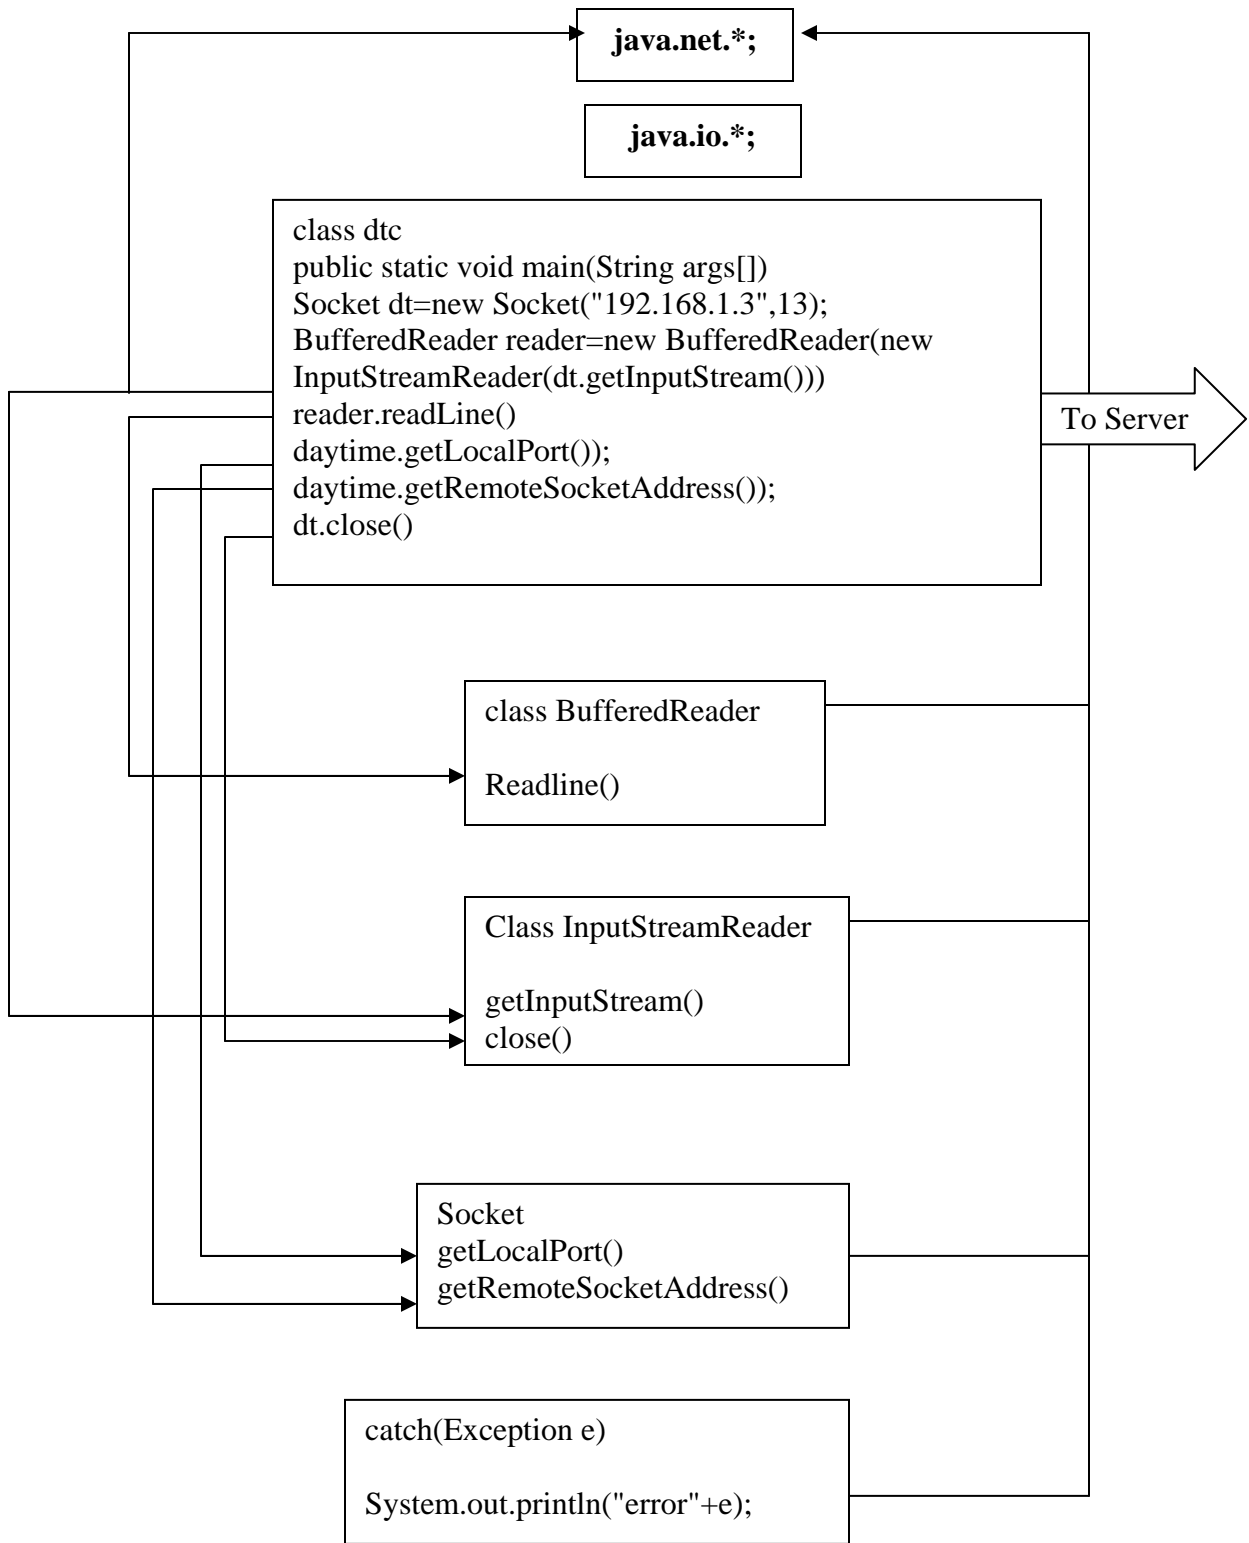 java.net.*;
java.io.*;
class dtc
public static void main(String args[])
Socket dt=new Socket("192.168.1.3",13);
BufferedReader reader=new BufferedReader(new
InputStreamReader(dt.getInputStream()))
reader.readLine()
daytime.getLocalPort());
daytime.getRemoteSocketAddress());
dt.close()
To Server
class BufferedReader
Readline()
Class InputStreamReader
getInputStream()
close()
Socket
getLocalPort()
getRemoteSocketAddress()
catch(Exception e)
System.out.println("error"+e);